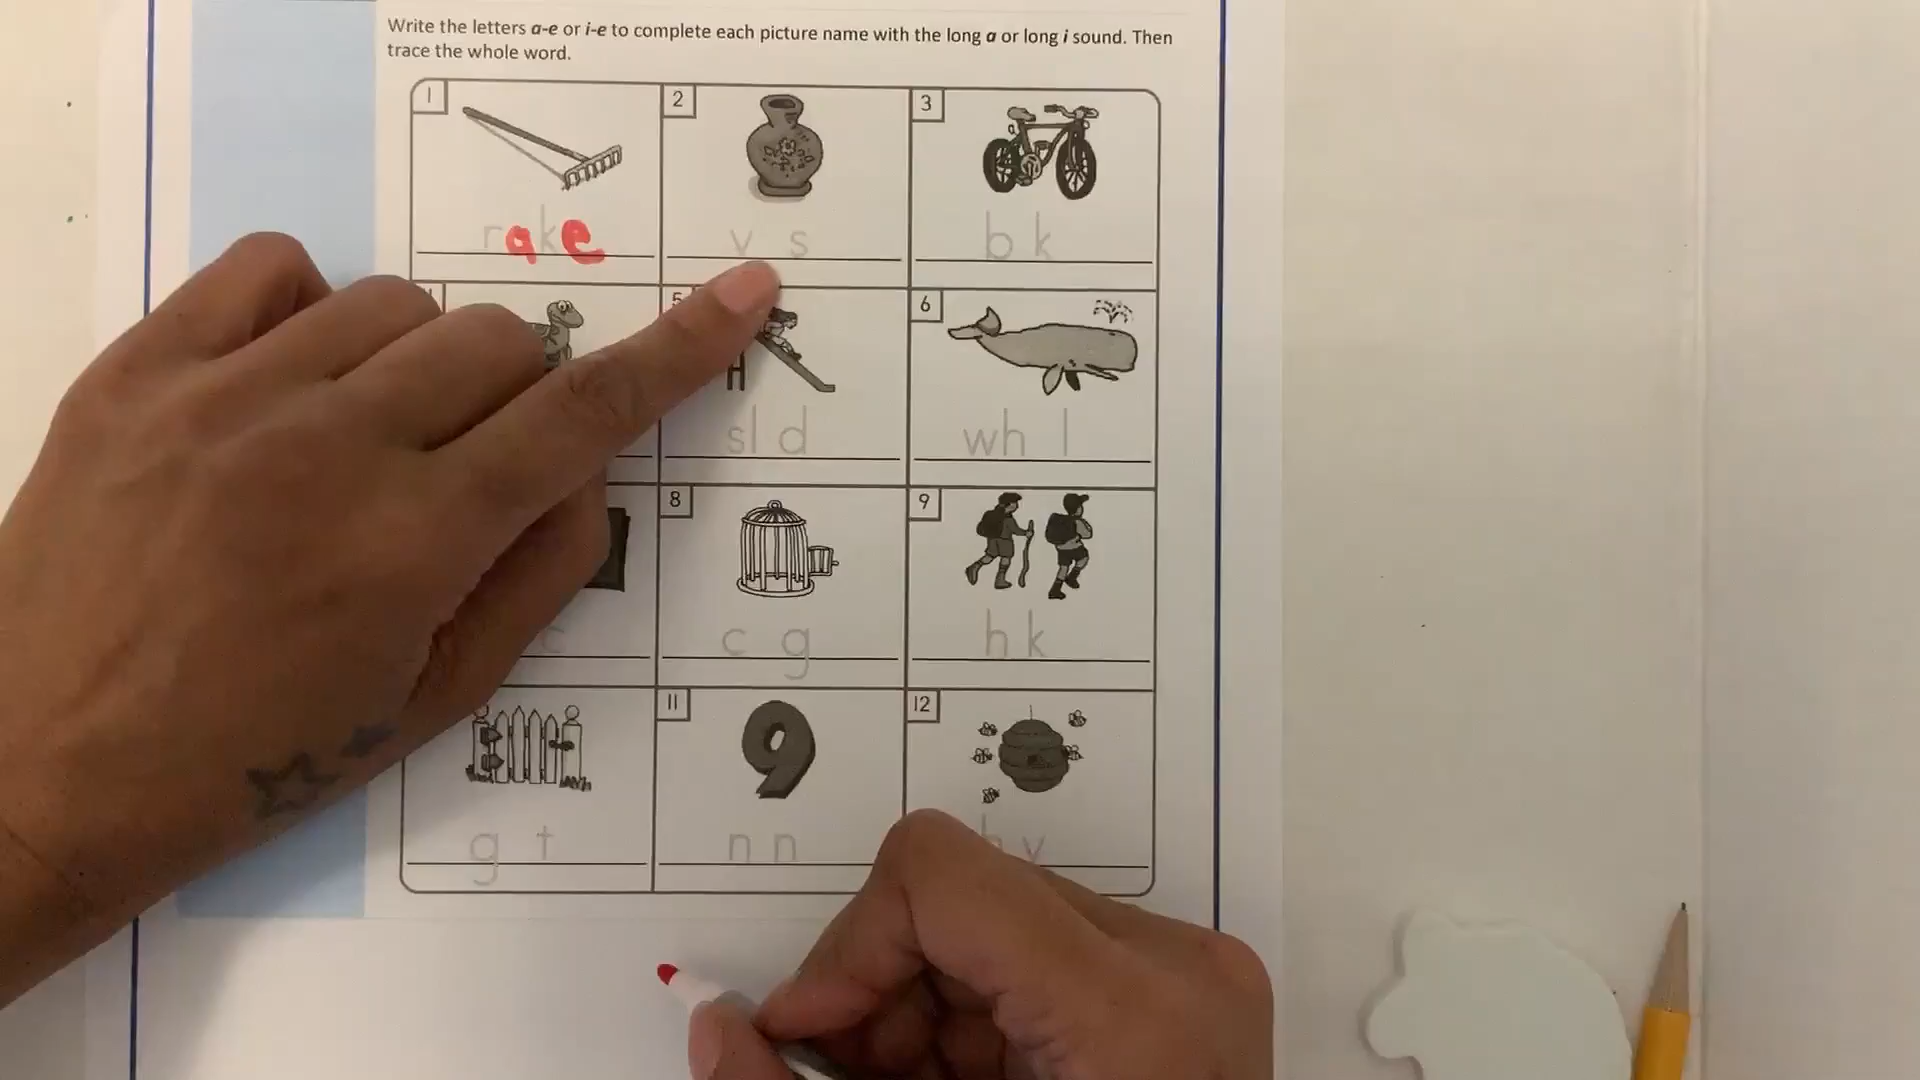 Write the letters a-e or i-e to complete each picture name with the long a or long i sound. Then
trace the whole word.
1
2
3
rake
v s
b k
5
6
sl d
wh l
8
9
c
c g
h k
11
9
12
g t
n n
h v